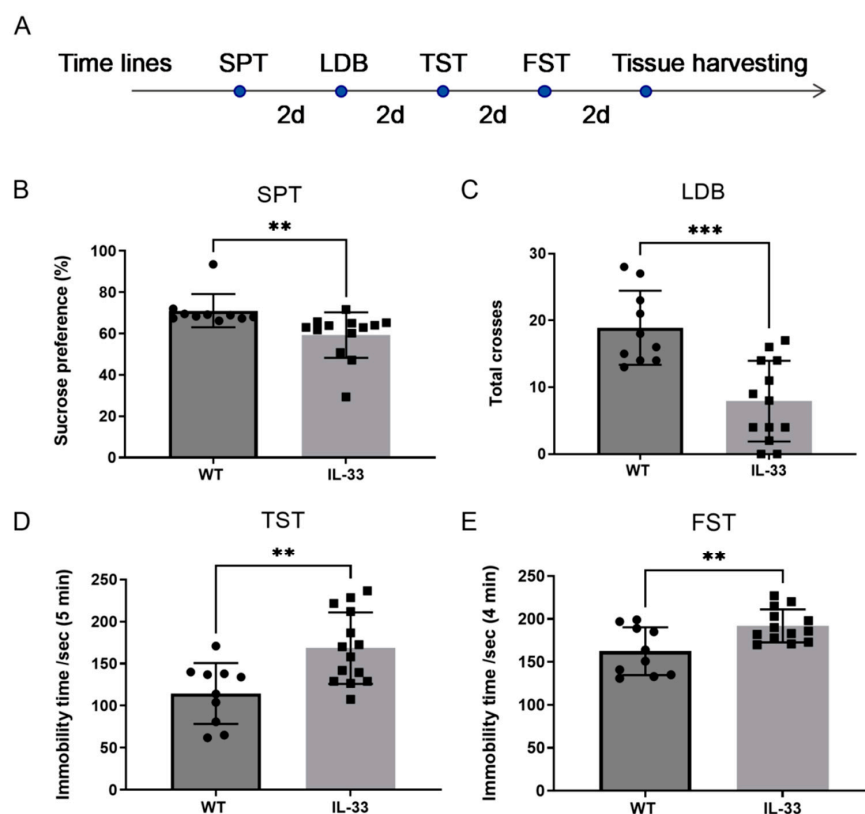 A
Time lines SPT LDB TST FST Tissue harvesting
2d 2d 2d 2d
B
SPT
**
Sucrose preference (%)
100
80
60
40
20
0
WT IL-33
C
LDB
***
Total crosses
30
20
10
0
WT IL-33
D
TST
**
Immobility time /sec (5 min)
250
200
150
100
50
0
WT IL-33
E
FST
**
Immobility time /sec (4 min)
250
200
150
100
50
0
WT IL-33